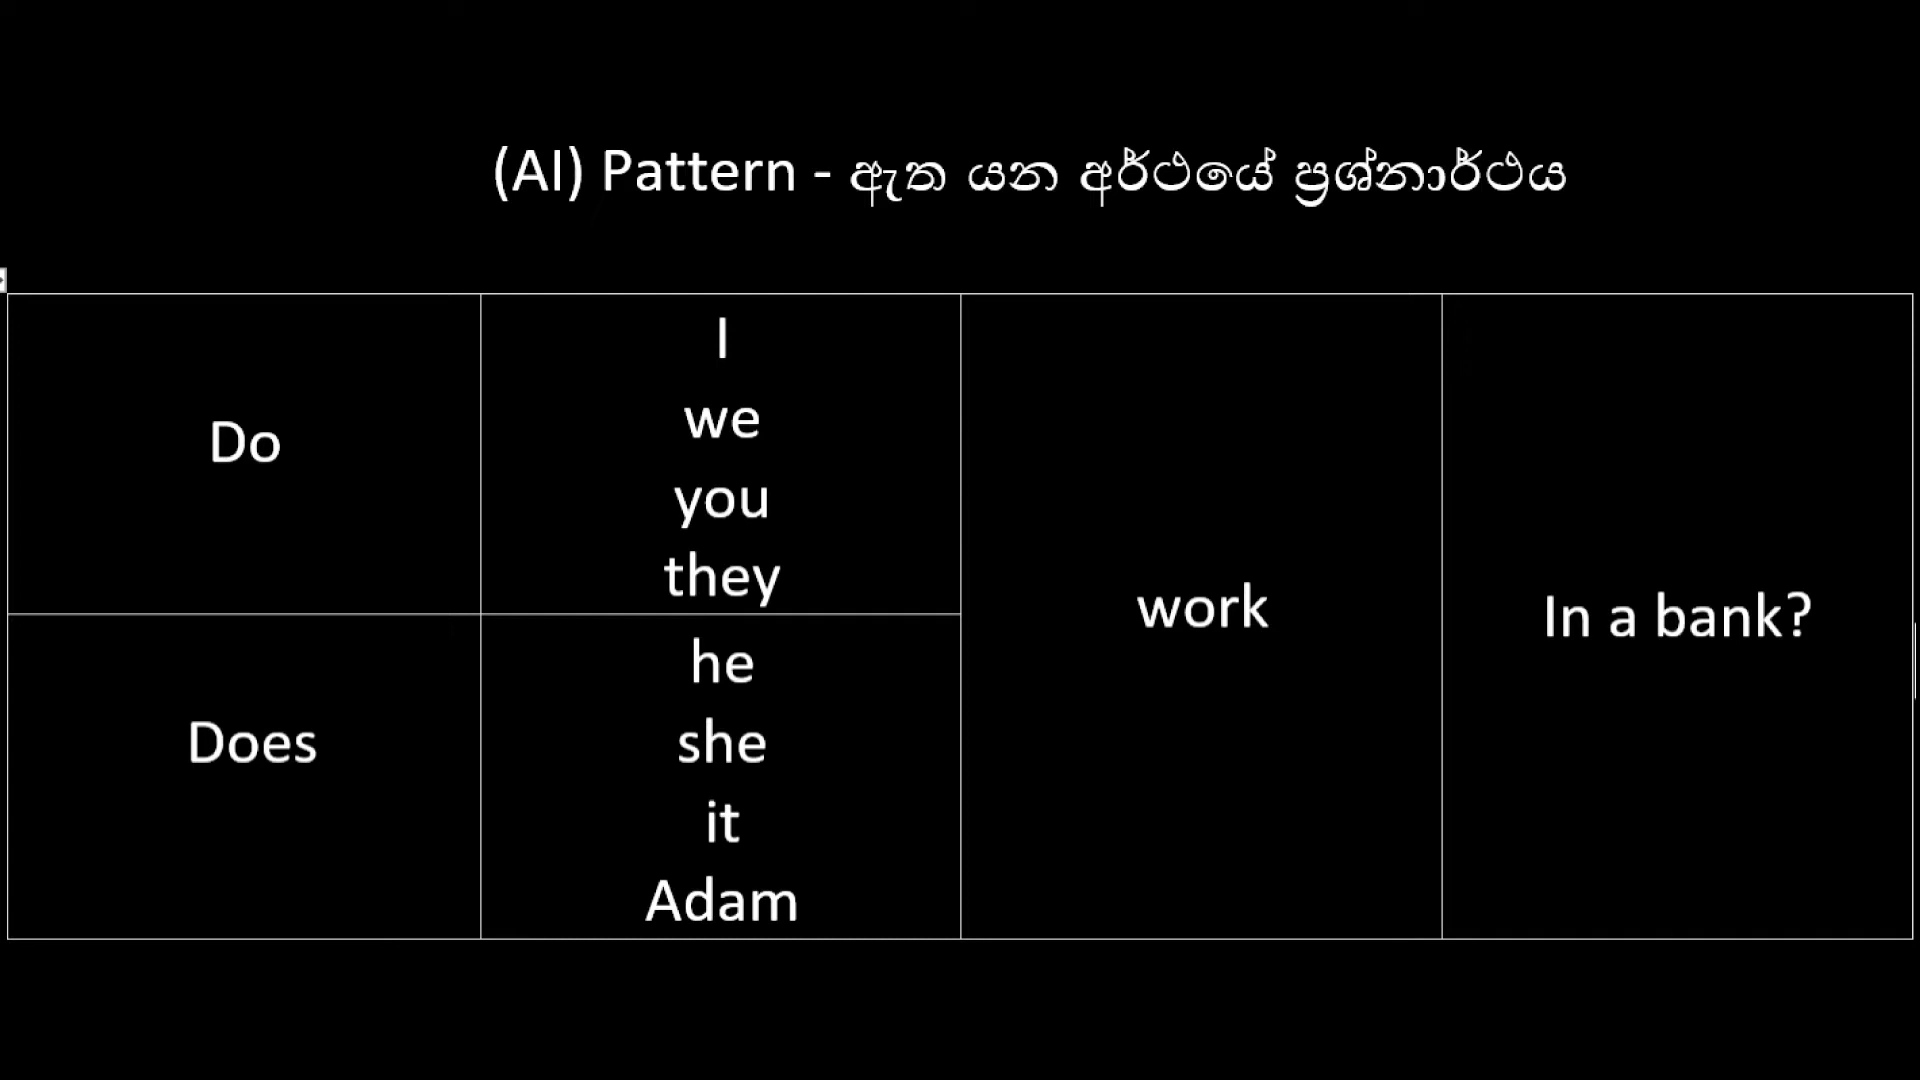 (AI) Pattern - ඇත යන අර්ථයේ ප්‍රශ්නාර්ථය
Do
I
we
you
they
work
In a bank?
Does
he
she
it
Adam